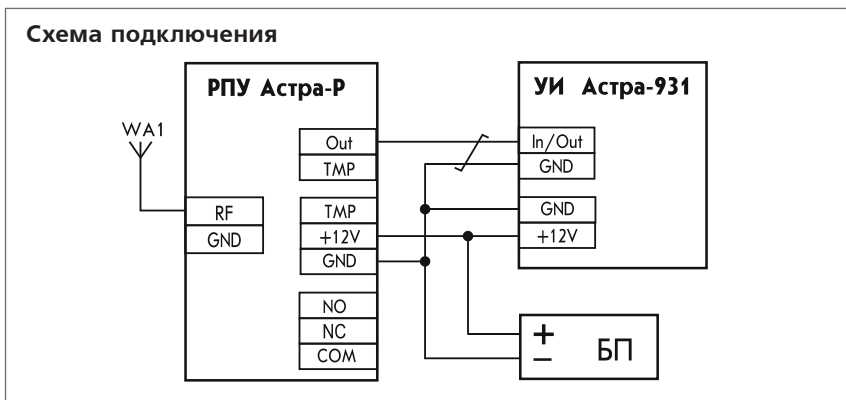 Схема подключения
РПУ Астра-Р
УИ Астра-931
WA1
Out
TMP
RF
GND
TMP
+12V
GND
NO
NC
COM
In/Out
GND
GND
+12V
+
−
БП